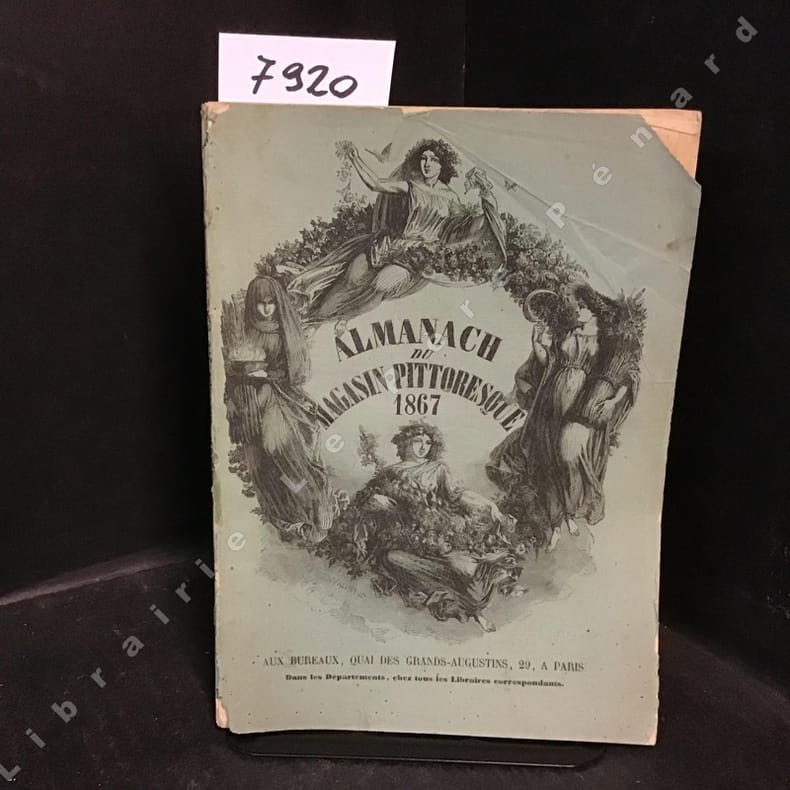 7920
ALMANACH
DU
MAGASIN PITTORESQUE
1867
AUX BUREAUX, QUAI DES GRANDS-AUGUSTINS, 29, A PARIS
Dans les Départements, chez tous les Libraires correspondants.
Librairie Le Père Pénard